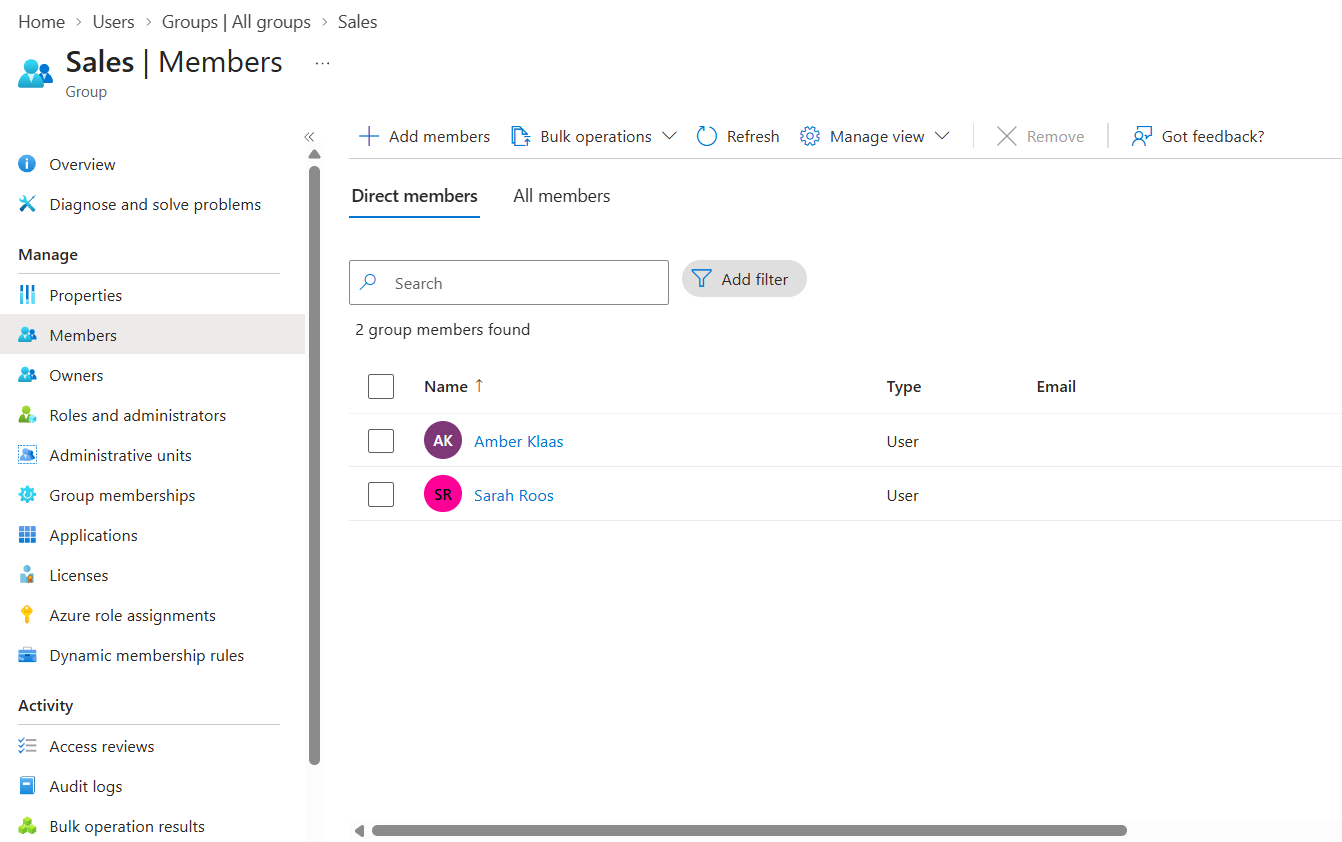 Home > Users > Groups | All groups > Sales
Sales | Members ...
Group
«
Overview
Diagnose and solve problems
Manage
Properties
Members
Owners
Roles and administrators
Administrative units
Group memberships
Applications
Licenses
Azure role assignments
Dynamic membership rules
Activity
Access reviews
Audit logs
Bulk operation results
Add members Bulk operations Refresh Manage view Remove Got feedback?
Direct members All members
Search Add filter
2 group members found
Name ↑ Type Email
AK Amber Klaas User
SR Sarah Roos User